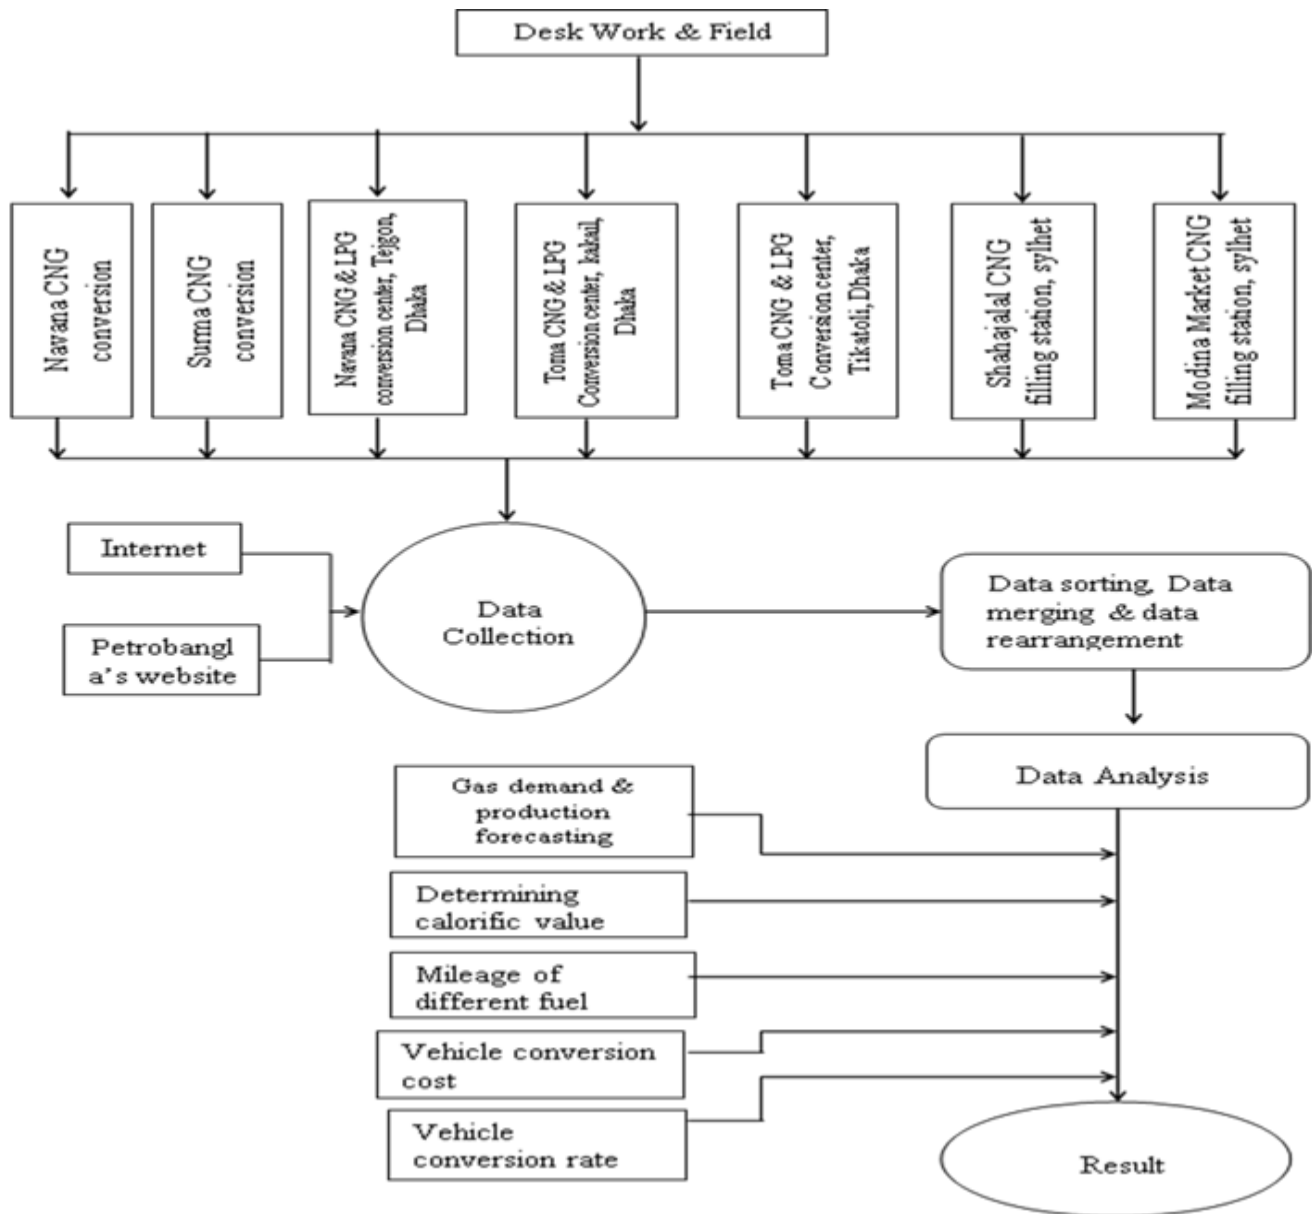 Desk Work & Field
Navana CNG
conversion
Surma CNG
conversion
Navana CNG & LPG
conversion center, Tejgon,
Dhaka
Toma CNG & LPG
Conversion center, kakail,
Dhaka
Toma CNG & LPG
Conversion center,
Tikatoli, Dhaka
Shahajalal CNG
filling station, sylhet
Modina Market CNG
filling station, sylhet
Internet
Petrobangl
a's website
Data
Collection
Data sorting, Data
merging & data
rearrangement
Data Analysis
Gas demand &
production
forecasting
Determining
calorific value
Mileage of
different fuel
Vehicle conversion
cost
Vehicle
conversion rate
Result